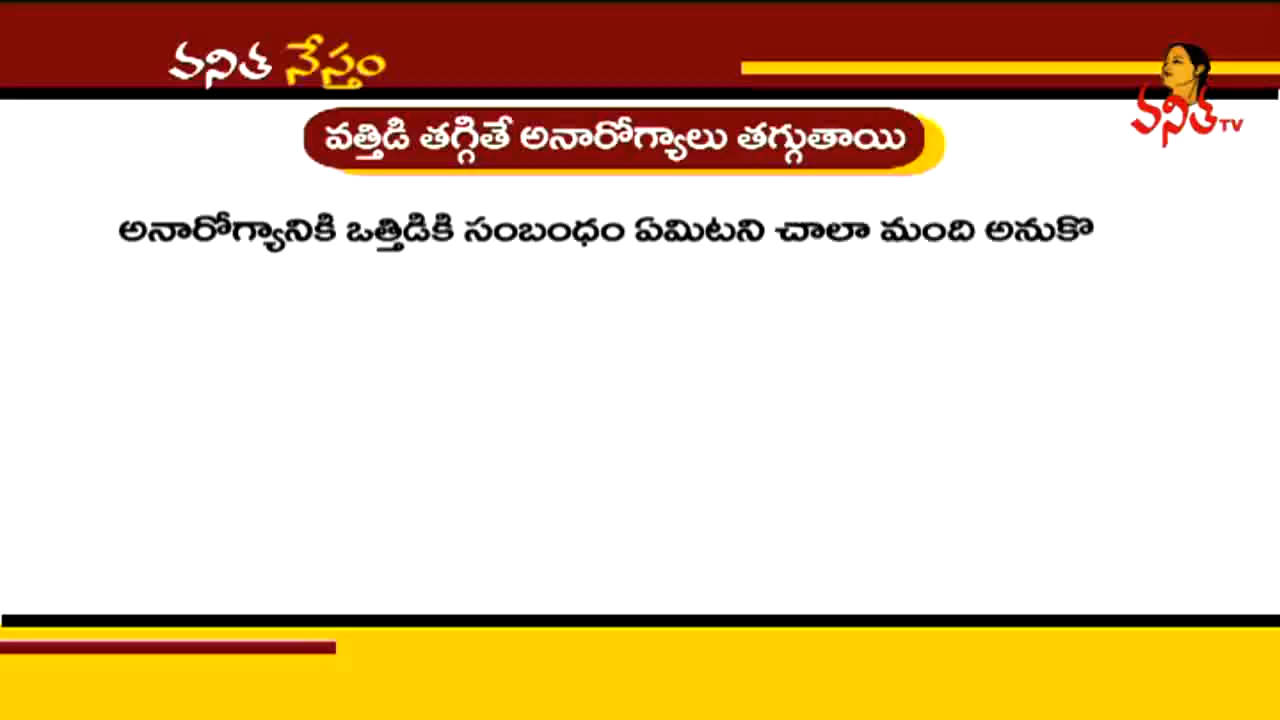 వనిత నేస్తం
వనిత TV
వత్తిడి తగ్గితే అనారోగ్యాలు తగ్గుతాయి
అనారోగ్యానికి ఒత్తిడికి సంబంధం ఏమిటని చాలా మంది అనుకొ